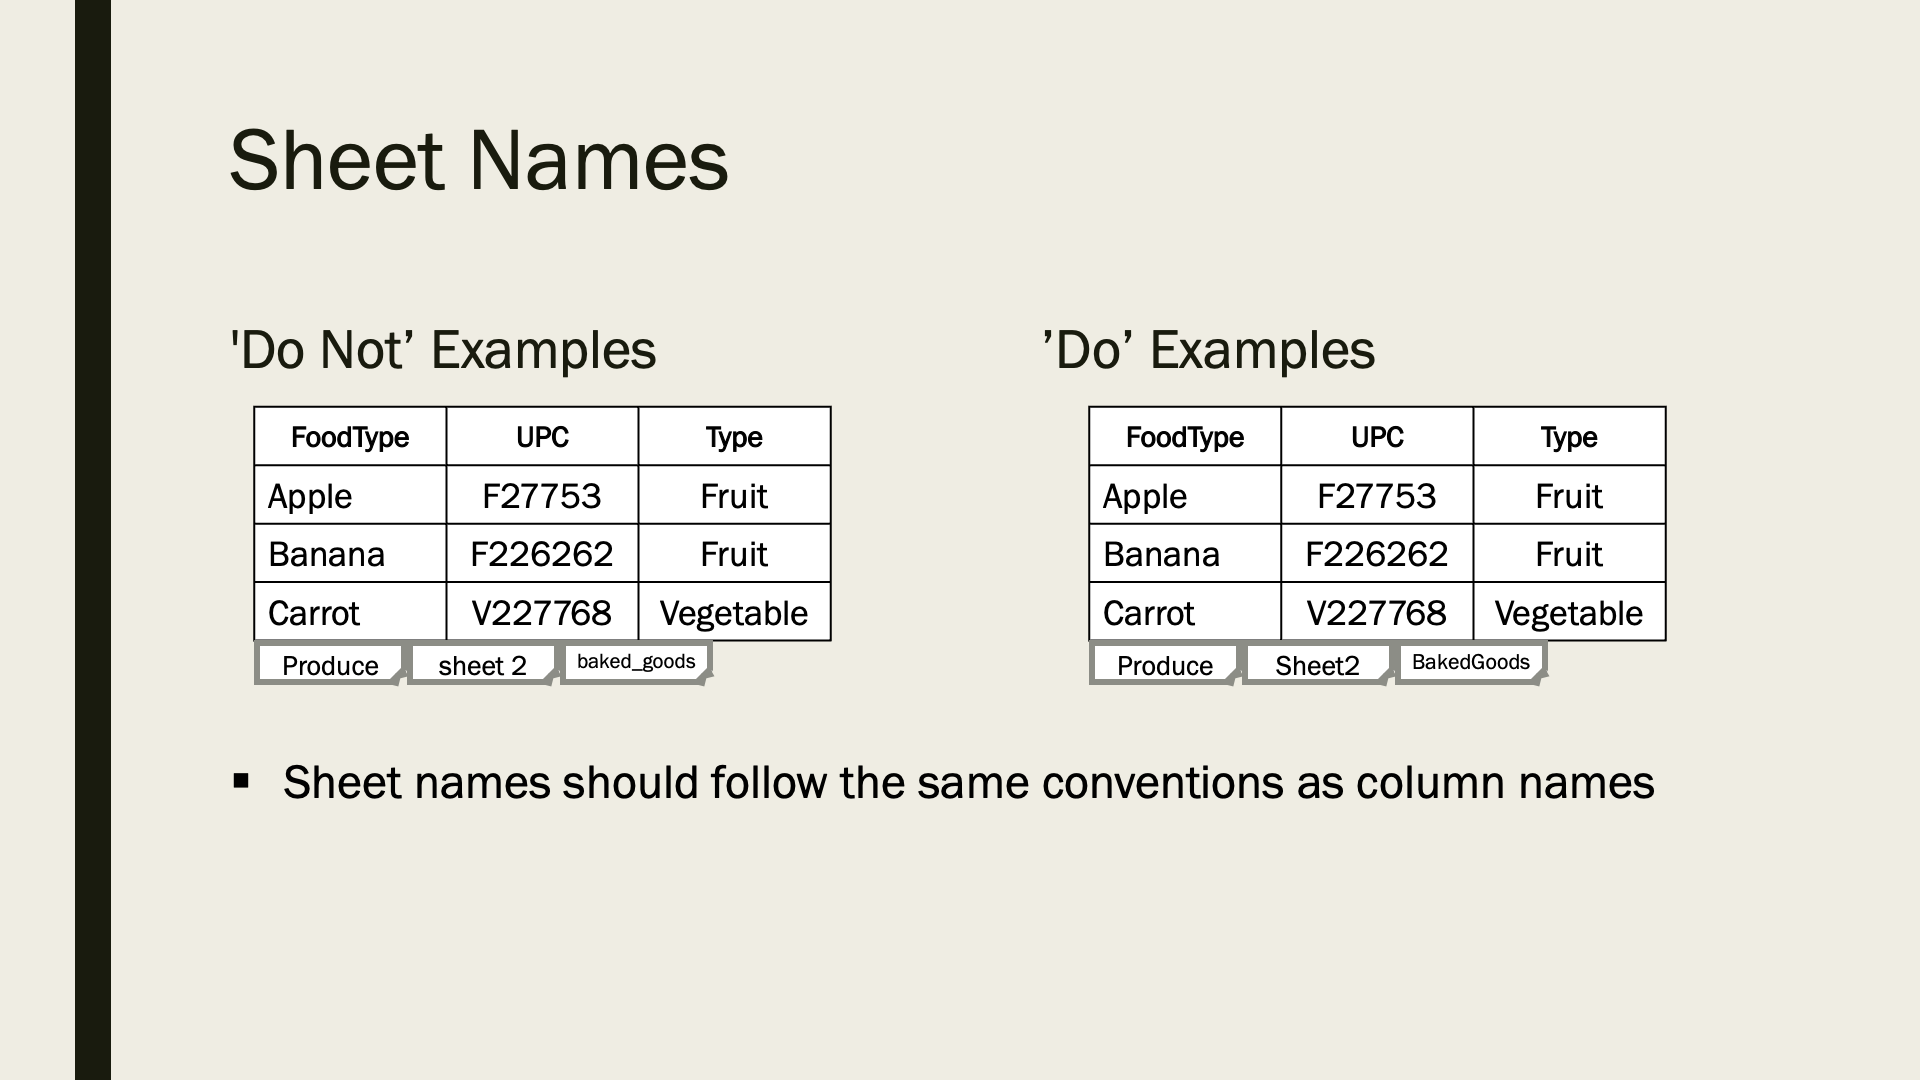 Sheet Names
'Do Not’ Examples
FoodType UPC Type
Apple F27753 Fruit
Banana F226262 Fruit
Carrot V227768 Vegetable
Produce sheet 2 baked_goods
’Do’ Examples
FoodType UPC Type
Apple F27753 Fruit
Banana F226262 Fruit
Carrot V227768 Vegetable
Produce Sheet2 BakedGoods
▪ Sheet names should follow the same conventions as column names